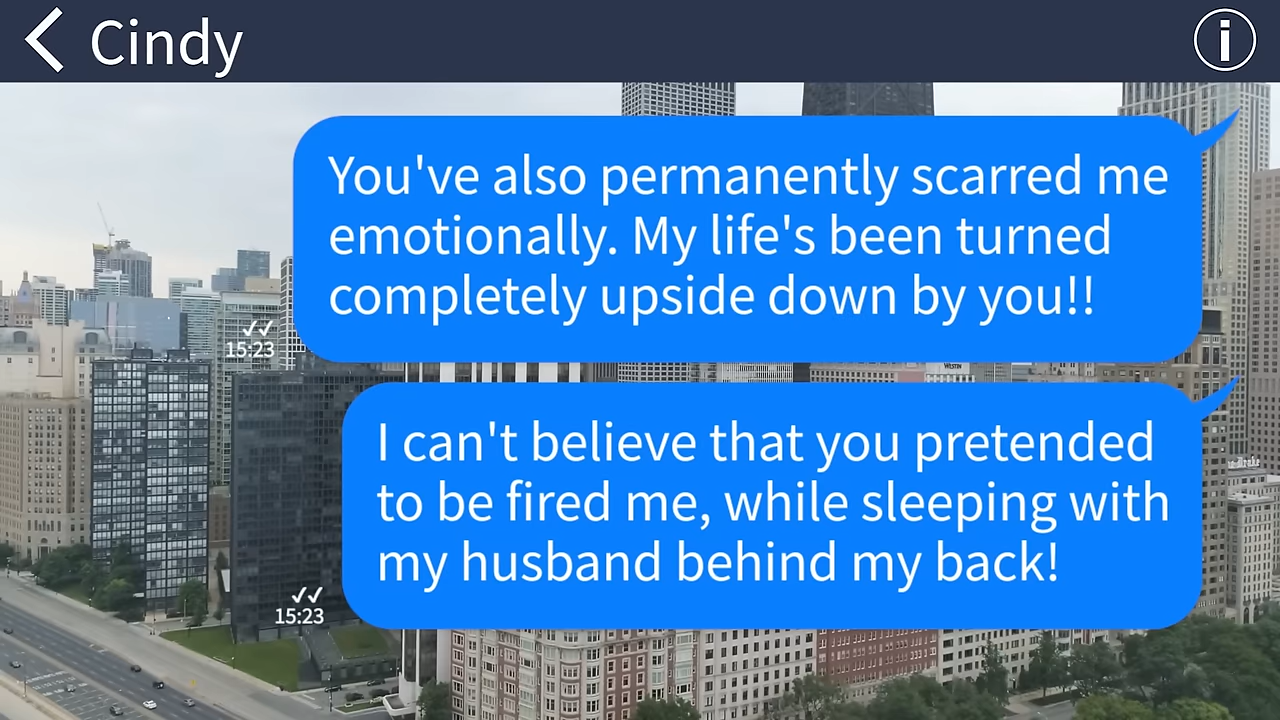 Cindy
You've also permanently scarred me
emotionally. My life's been turned
completely upside down by you!!
15:23
WESTIN
I can't believe that you pretended
to be fired me, while sleeping with
my husband behind my back!
15:23